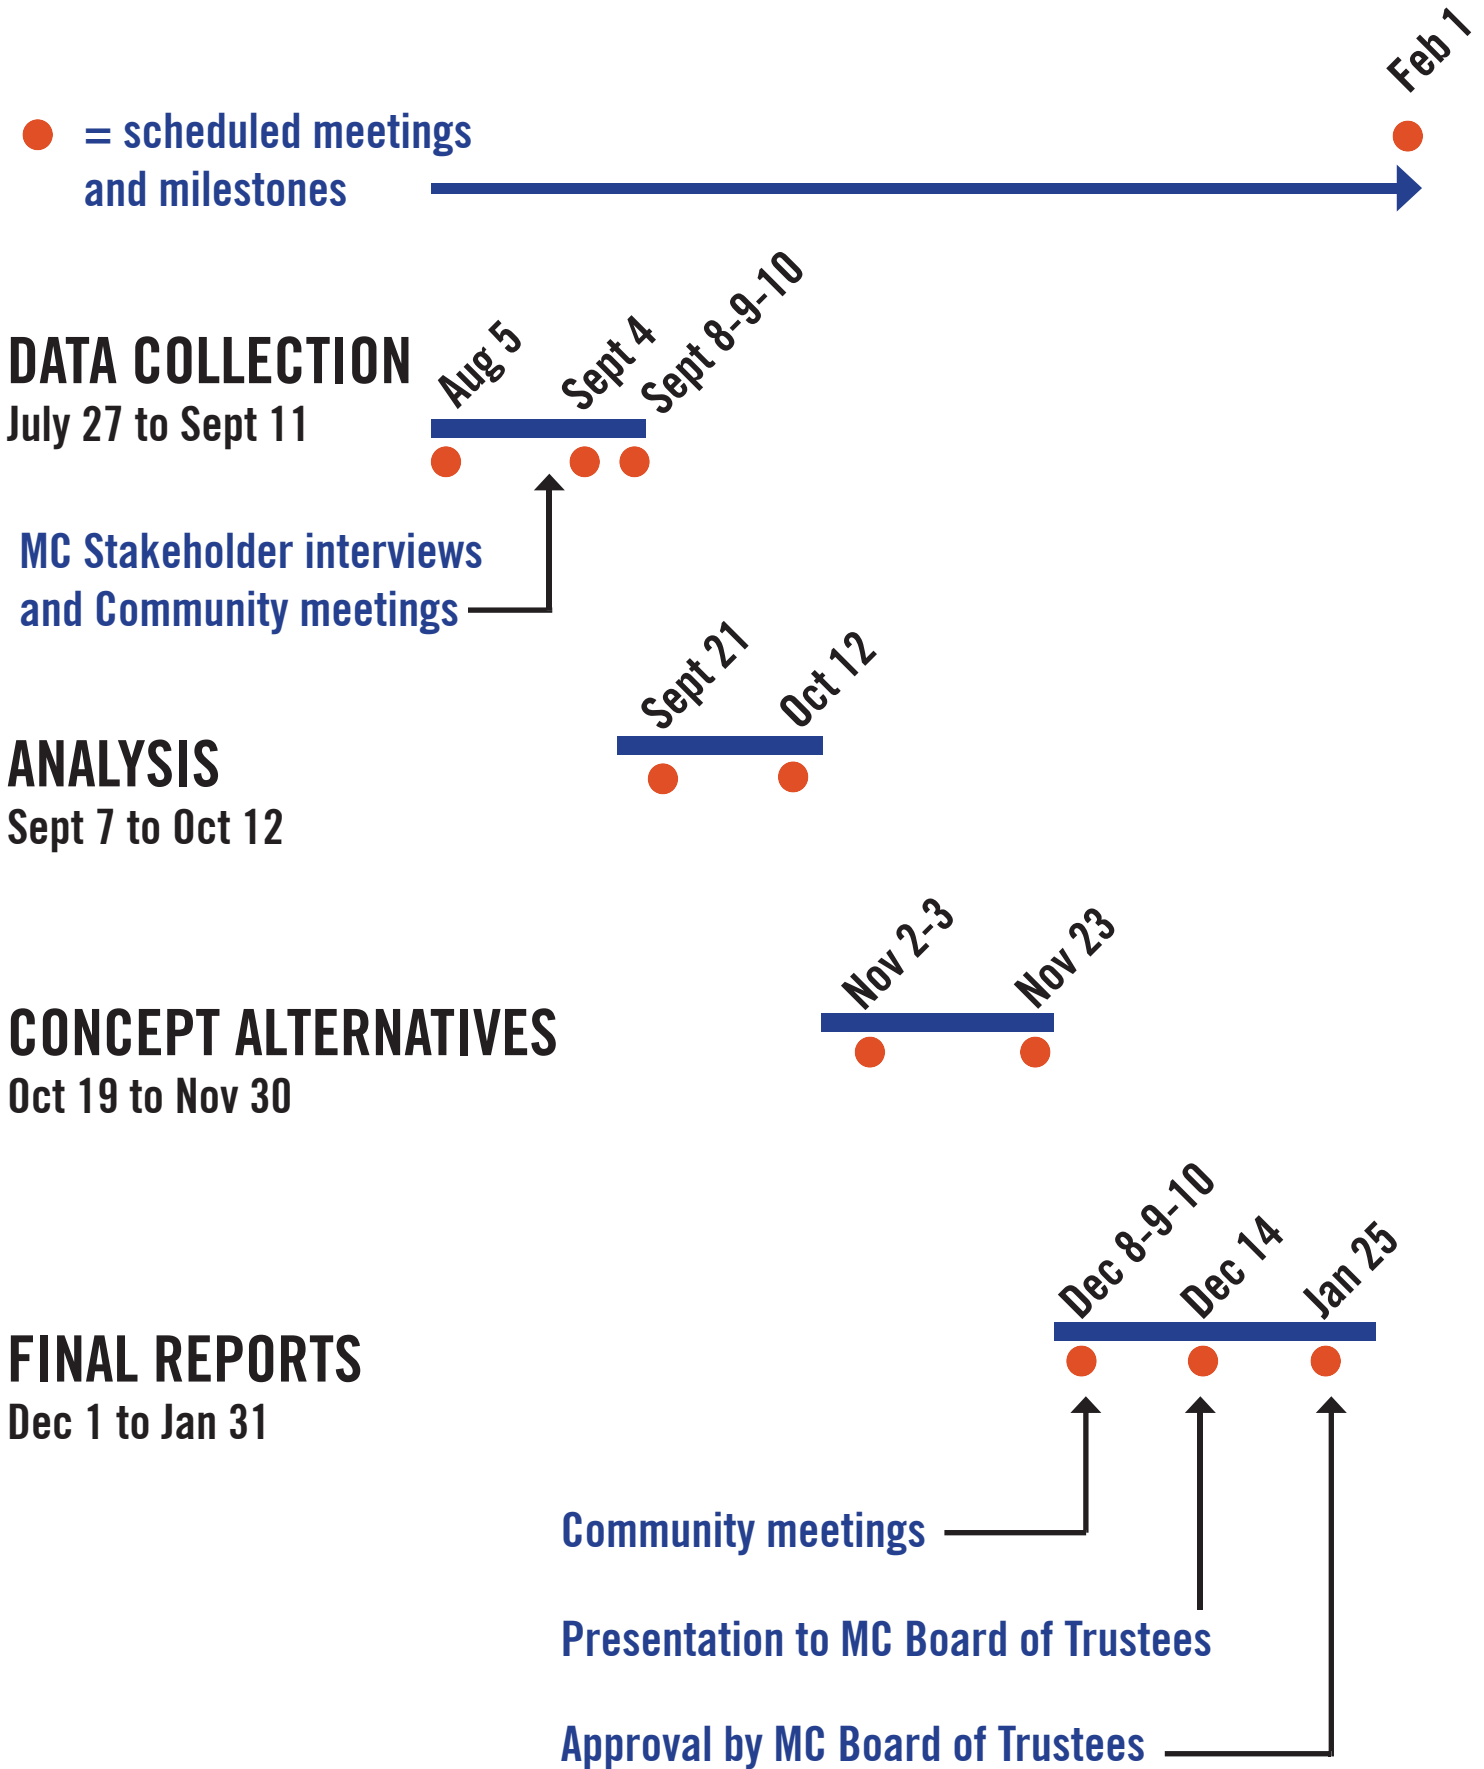 Feb 1
= scheduled meetings
and milestones
Aug 5
Sept 4
Sept 8-9-10
DATA COLLECTION
July 27 to Sept 11
MC Stakeholder interviews
and Community meetings
Sept 21
Oct 12
ANALYSIS
Sept 7 to Oct 12
Nov 2-3
Nov 23
CONCEPT ALTERNATIVES
Oct 19 to Nov 30
Dec 8-9-10
Dec 14
Jan 25
FINAL REPORTS
Dec 1 to Jan 31
Community meetings
Presentation to MC Board of Trustees
Approval by MC Board of Trustees